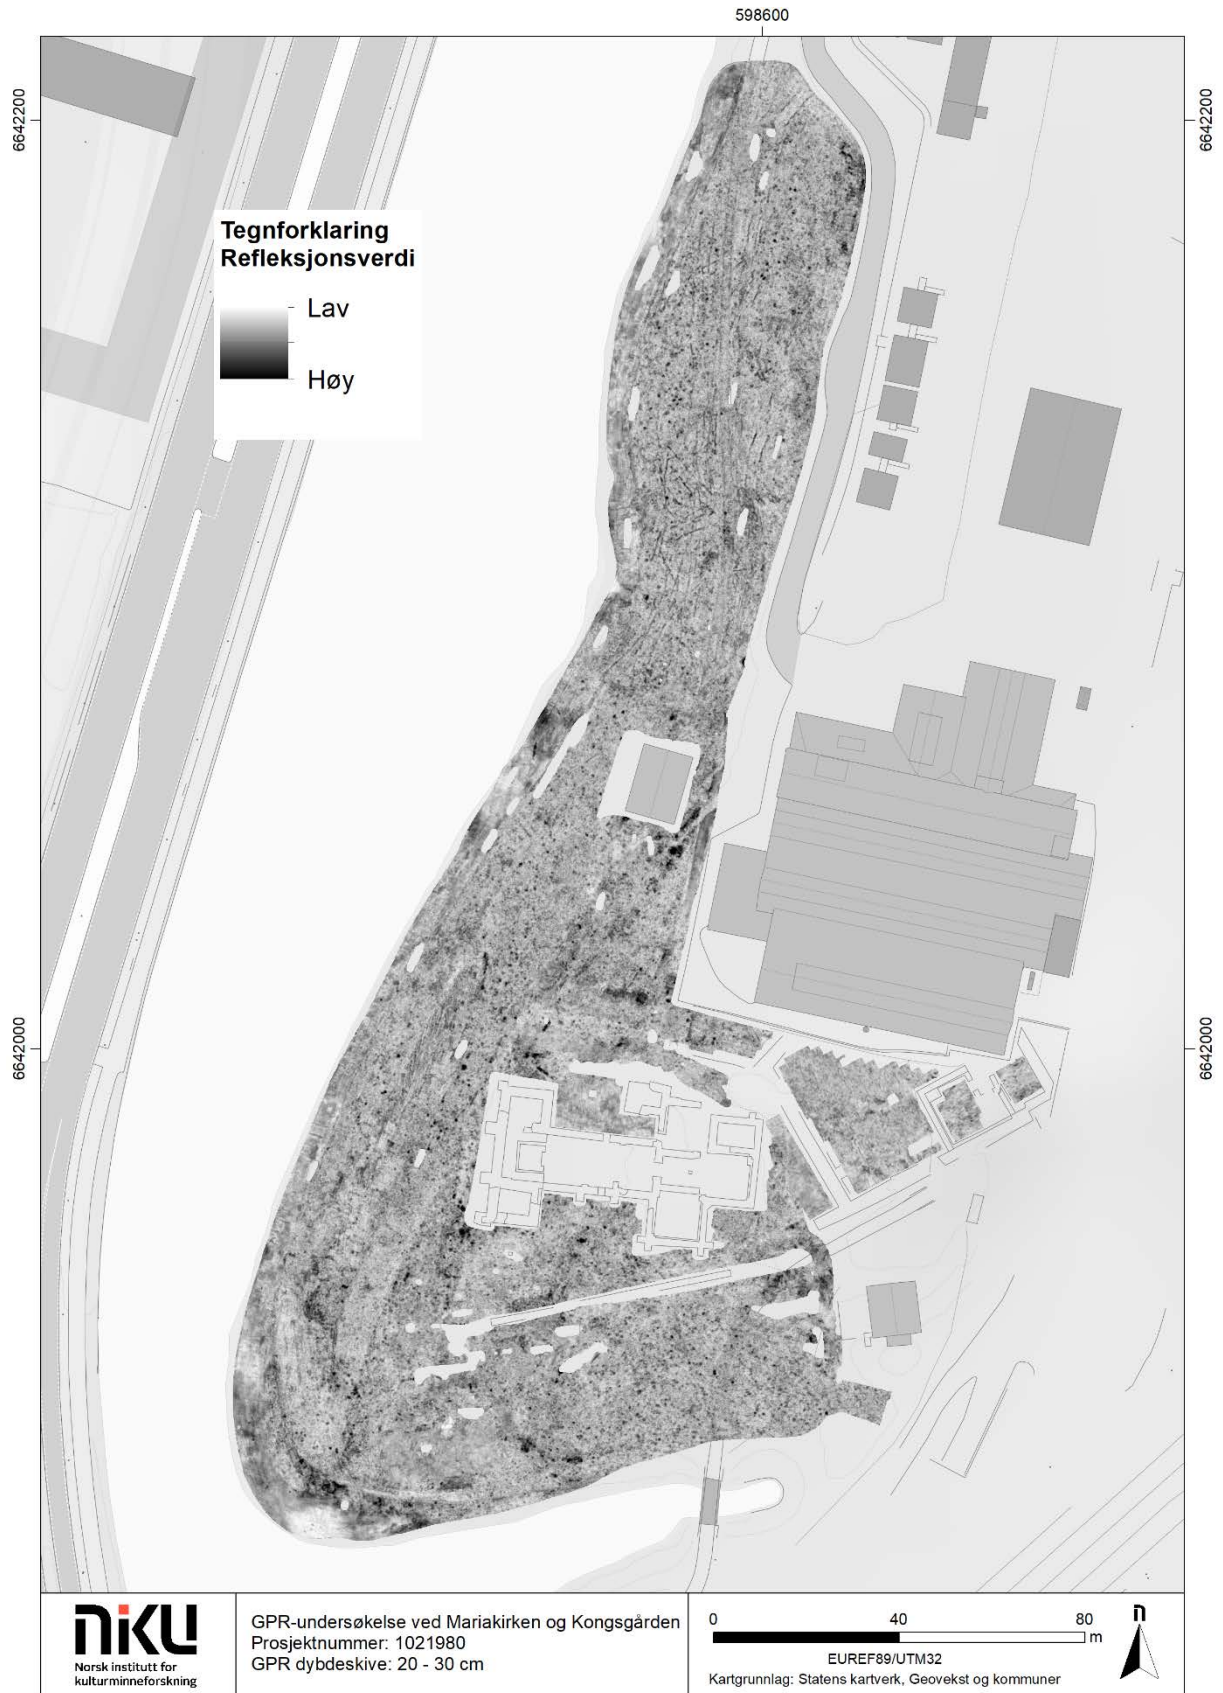 598600
6642200
6642200
Tegnforklaring
Refleksjonsverdi
Lav
Høy
6642000
6642000
niku
Norsk institutt for
kulturminneforskning
GPR-undersøkelse ved Mariakirken og Kongsgården
Prosjektnummer: 1021980
GPR dybdeskive: 20 - 30 cm
0 40 80
m
EUREF89/UTM32
Kartgrunnlag: Statens kartverk, Geovekst og kommuner
n